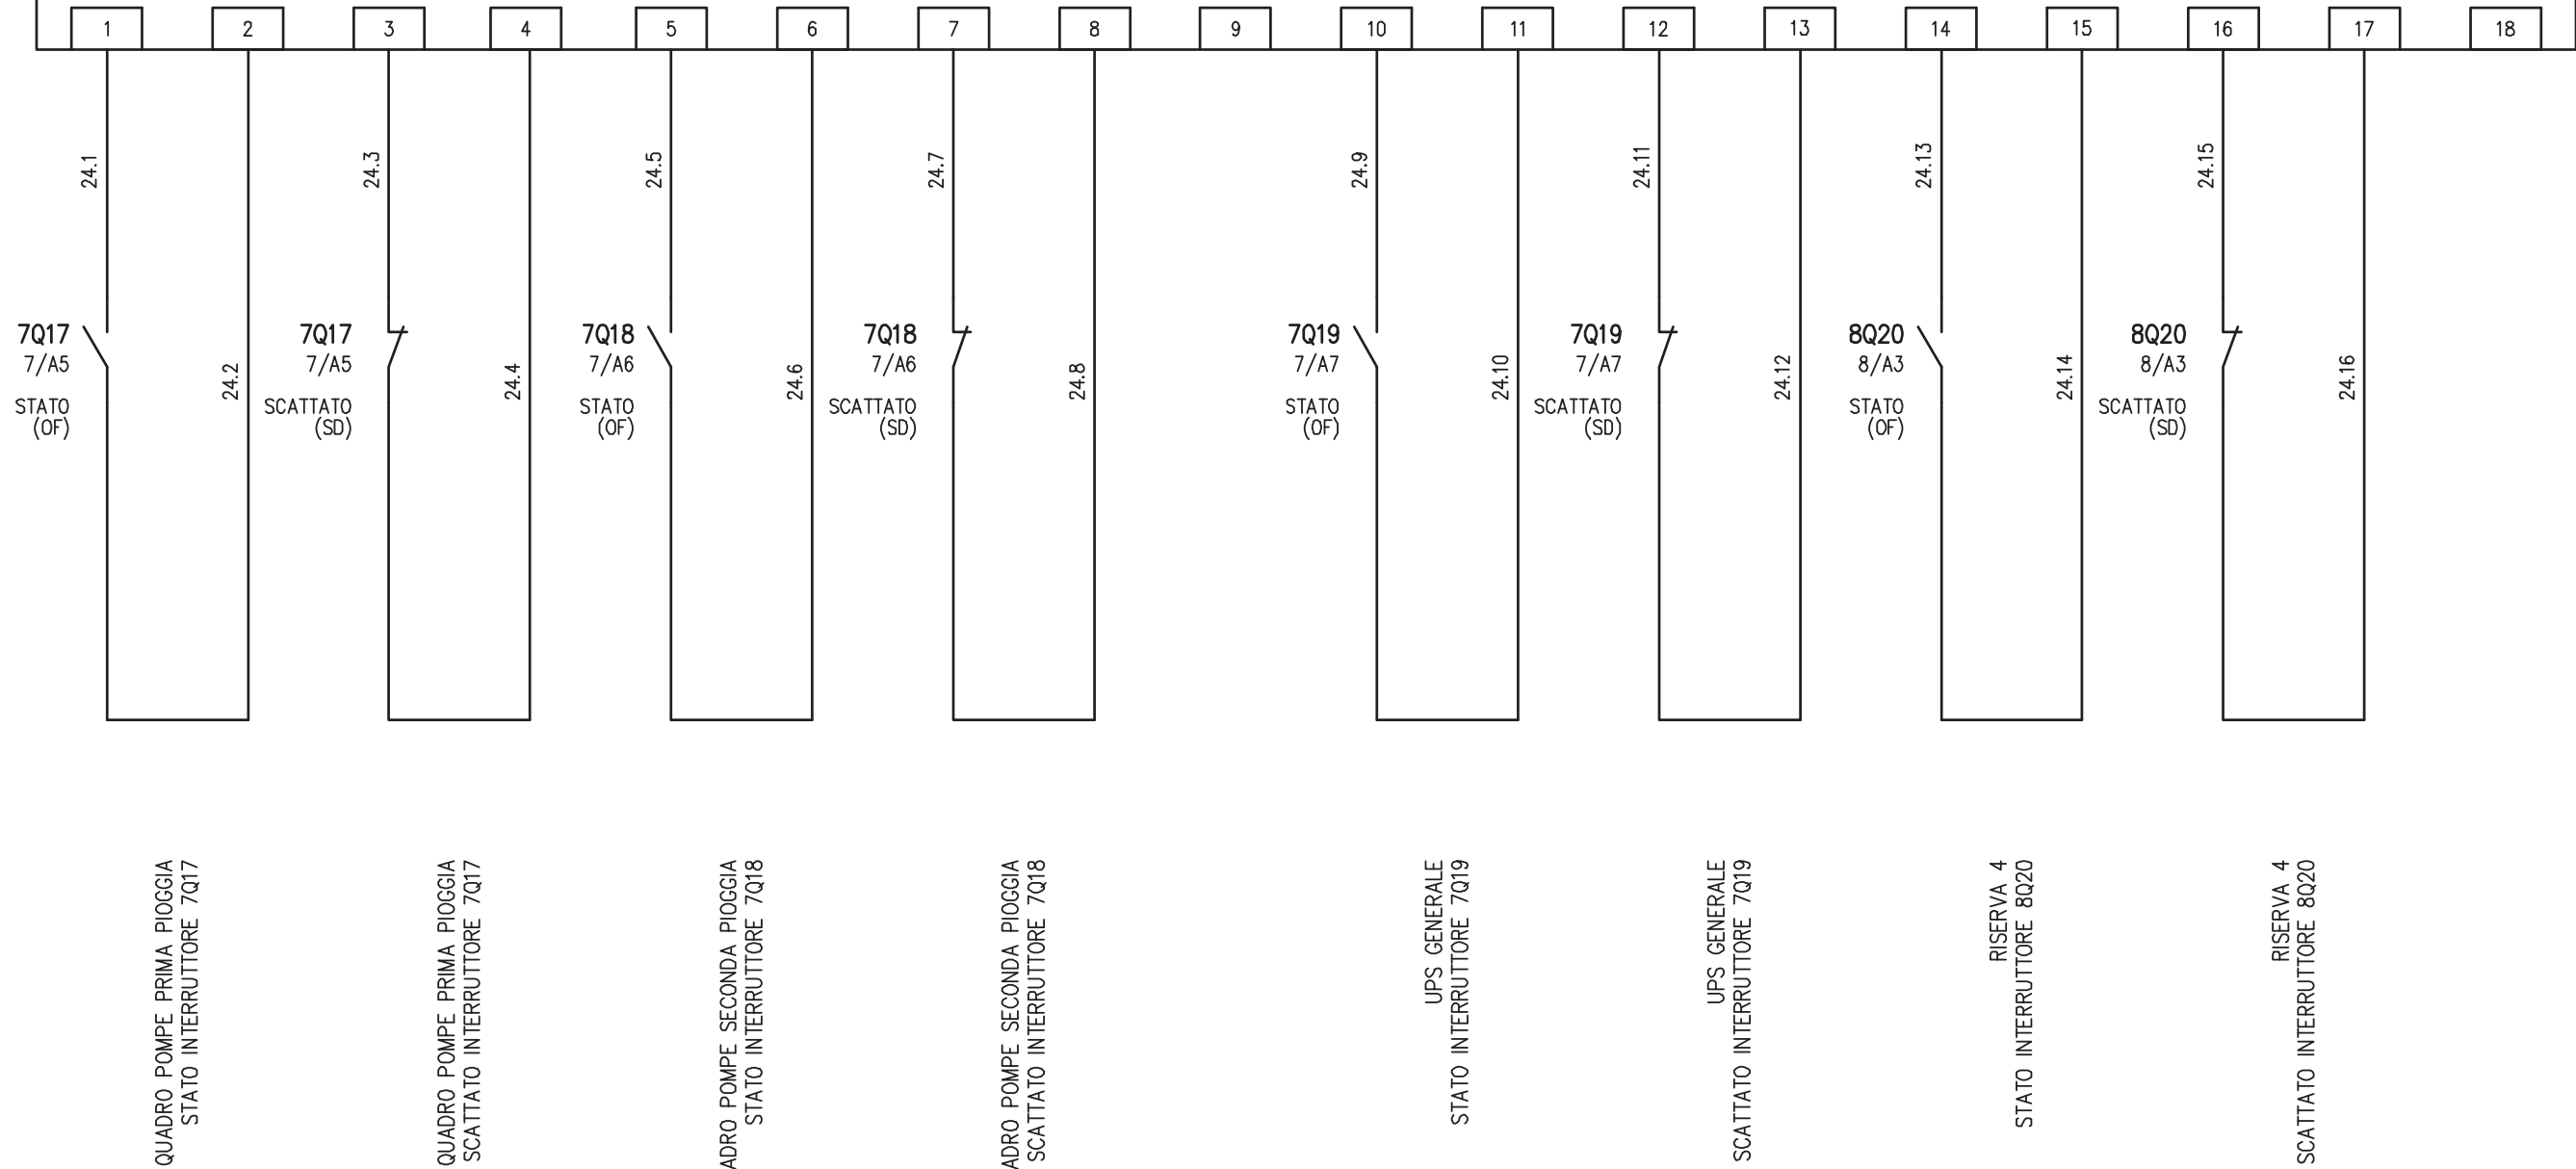 1 2 3 4 5 6 7 8 9 10 11 12 13 14 15 16 17 18
24.1 24.3 24.5 24.7 24.9 24.11 24.13 24.15
7Q17 7Q17 7Q18 7Q18 7Q19 7Q19 8Q20 8Q20
7/A5 7/A5 7/A6 7/A6 7/A7 7/A7 8/A3 8/A3
24.2 24.4 24.6 24.8 24.10 24.12 24.14 24.16
STATO SCATTATO STATO SCATTATO STATO SCATTATO STATO SCATTATO
(OF) (SD) (OF) (SD) (OF) (SD) (OF) (SD)
QUADRO POMPE PRIMA PIOGGIA
STATO INTERRUTTORE 7Q17
QUADRO POMPE PRIMA PIOGGIA
SCATTATO INTERRUTTORE 7Q17
ADRO POMPE SECONDA PIOGGIA
STATO INTERRUTTORE 7Q18
ADRO POMPE SECONDA PIOGGIA
SCATTATO INTERRUTTORE 7Q18
UPS GENERALE
STATO INTERRUTTORE 7Q19
UPS GENERALE
SCATTATO INTERRUTTORE 7Q19
RISERVA 4
STATO INTERRUTTORE 8Q20
RISERVA 4
SCATTATO INTERRUTTORE 8Q20